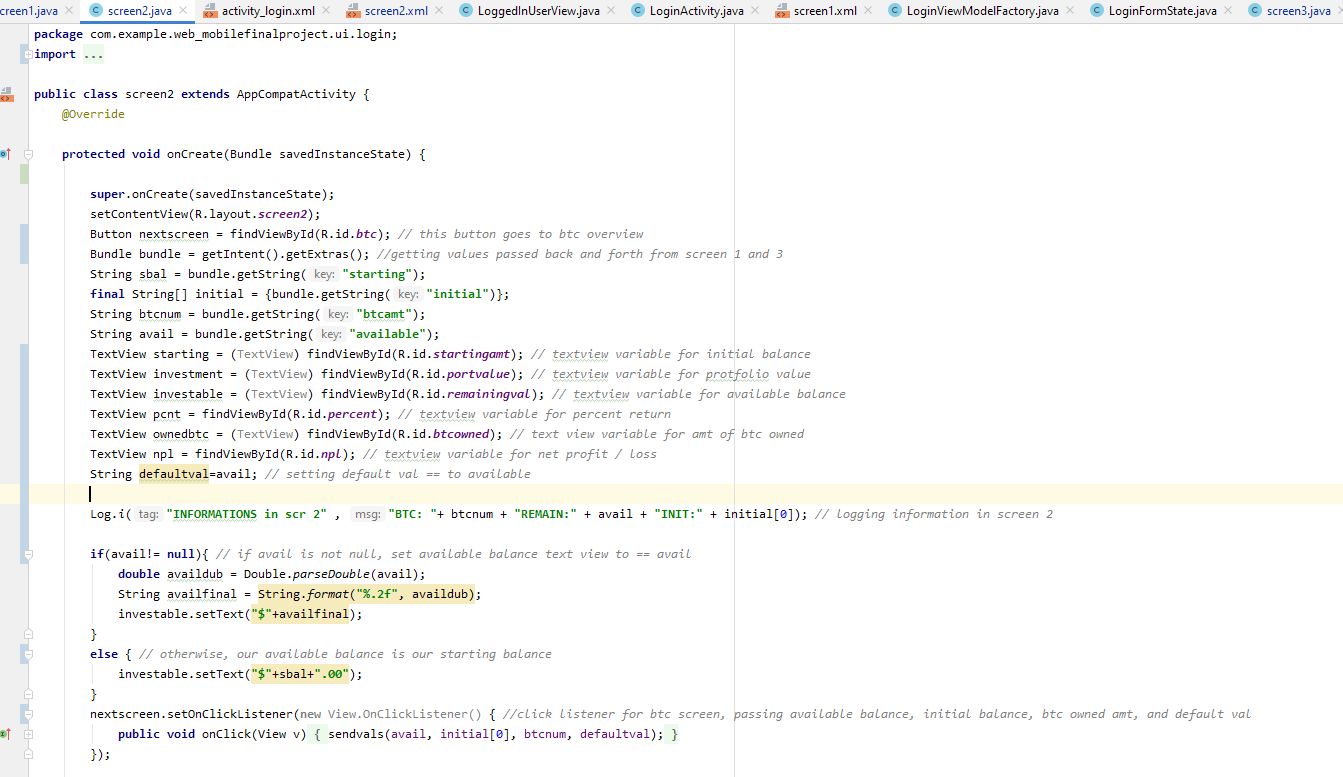 creen1.java screen2.java activity_login.xml screen2.xml LoggedInUserView.java LoginActivity.java screen1.xml LoginViewModelFactory.java LoginFormState.java screen3.java
package com.example.web_mobilefinalproject.ui.login;
import ...
public class screen2 extends AppCompatActivity {
@Override
protected void onCreate(Bundle savedInstanceState) {
super.onCreate(savedInstanceState);
setContentView(R.layout.screen2);
Button nextscreen = findViewById(R.id.btc); // this button goes to btc overview
Bundle bundle = getIntent().getExtras(); //getting values passed back and forth from screen 1 and 3
String sbal = bundle.getString( key: "starting");
final String[] initial = {bundle.getString( key: "initial")};
String btcnum = bundle.getString( key: "btcamt");
String avail = bundle.getString( key: "available");
TextView starting = (TextView) findViewById(R.id.startingamt); // textview variable for initial balance
TextView investment = (TextView) findViewById(R.id.portvalue); // textview variable for protfolio value
TextView investable = (TextView) findViewById(R.id.remainingval); // textview variable for available balance
TextView pcnt = findViewById(R.id.percent); // textview variable for percent return
TextView ownedbtc = (TextView) findViewById(R.id.btcowned); // text view variable for amt of btc owned
TextView npl = findViewById(R.id.npl); // textview variable for net profit / loss
String defaultval=avail; // setting default val == to available
Log.i( tag: "INFORMATIONS in scr 2" , msg: "BTC: "+ btcnum + "REMAIN:" + avail + "INIT:" + initial[0]); // logging information in screen 2
if(avail!= null){ // if avail is not null, set available balance text view to == avail
double availdub = Double.parseDouble(avail);
String availfinal = String.format("%.2f", availdub);
investable.setText("$"+availfinal);
}
else { // otherwise, our available balance is our starting balance
investable.setText("$"+sbal+".00");
}
nextscreen.setOnClickListener(new View.OnClickListener() { //click listener for btc screen, passing available balance, initial balance, btc owned amt, and default val
public void onClick(View v) { sendvals(avail, initial[0], btcnum, defaultval); }
});